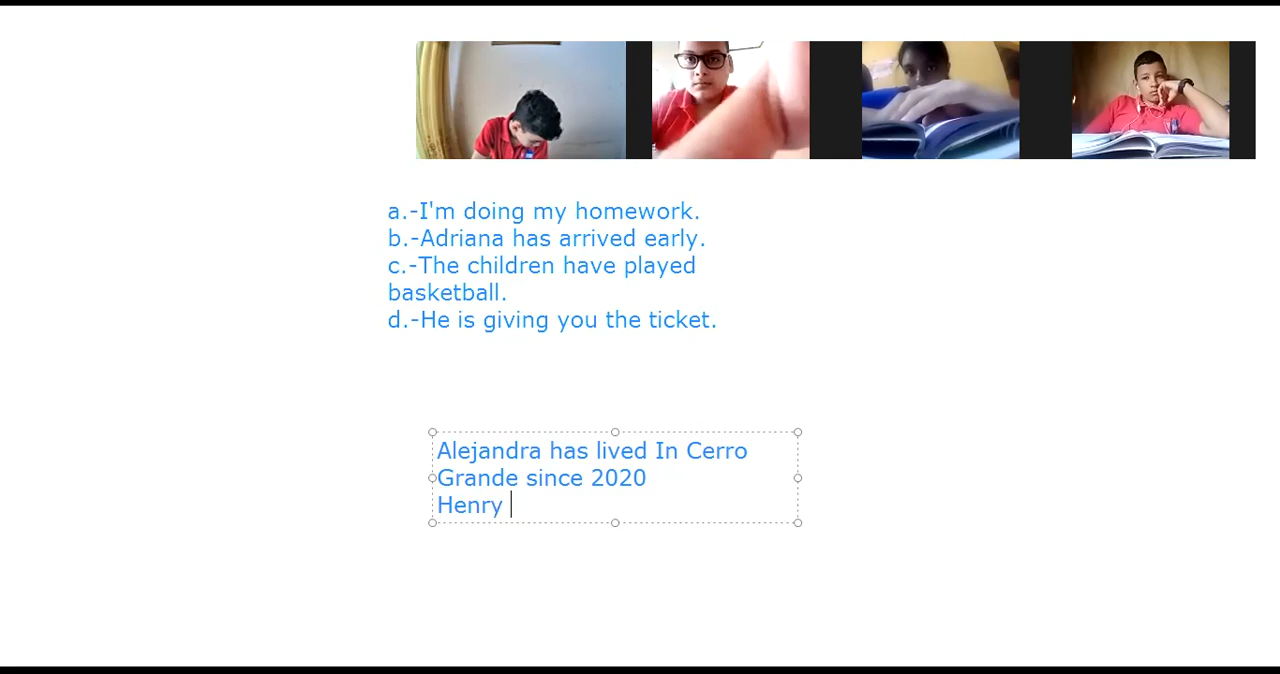 a.-I'm doing my homework.
b.-Adriana has arrived early.
c.-The children have played
basketball.
d.-He is giving you the ticket.
Alejandra has lived In Cerro
Grande since 2020
Henry